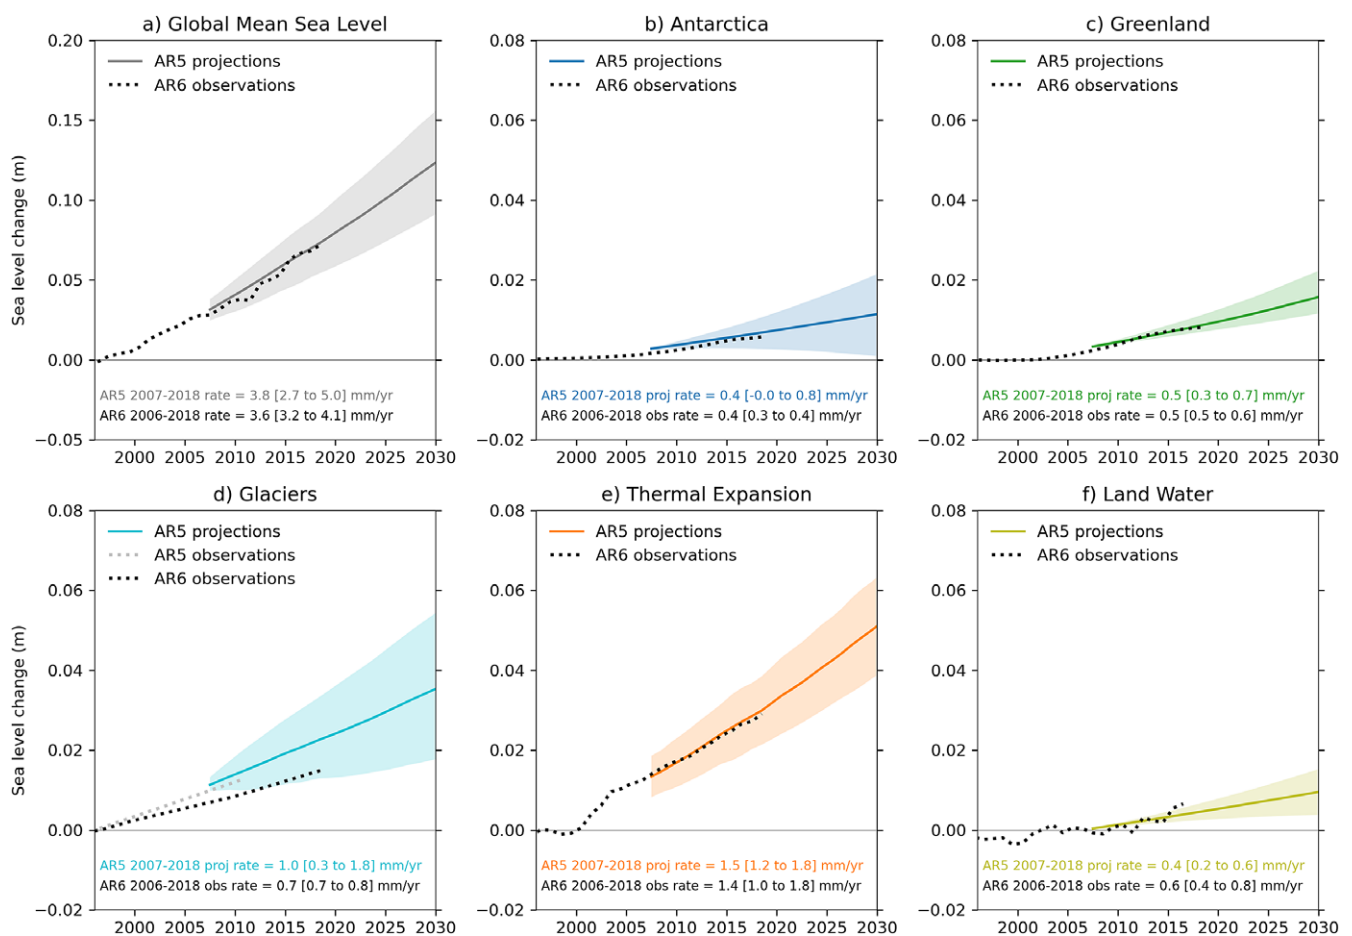 a) Global Mean Sea Level
Sea level change (m)
0.20
0.15
0.10
0.05
0.00
−0.05
AR5 projections
AR6 observations
AR5 2007-2018 rate = 3.8 [2.7 to 5.0] mm/yr
AR6 2006-2018 rate = 3.6 [3.2 to 4.1] mm/yr
2000 2005 2010 2015 2020 2025 2030
b) Antarctica
0.08
0.06
0.04
0.02
0.00
−0.02
AR5 projections
AR6 observations
AR5 2007-2018 proj rate = 0.4 [-0.0 to 0.8] mm/yr
AR6 2006-2018 obs rate = 0.4 [0.3 to 0.4] mm/yr
2000 2005 2010 2015 2020 2025 2030
c) Greenland
0.08
0.06
0.04
0.02
0.00
−0.02
AR5 projections
AR6 observations
AR5 2007-2018 proj rate = 0.5 [0.3 to 0.7] mm/yr
AR6 2006-2018 obs rate = 0.5 [0.5 to 0.6] mm/yr
2000 2005 2010 2015 2020 2025 2030
d) Glaciers
Sea level change (m)
0.08
0.06
0.04
0.02
0.00
−0.02
AR5 projections
AR5 observations
AR6 observations
AR5 2007-2018 proj rate = 1.0 [0.3 to 1.8] mm/yr
AR6 2006-2018 obs rate = 0.7 [0.7 to 0.8] mm/yr
2000 2005 2010 2015 2020 2025 2030
e) Thermal Expansion
0.08
0.06
0.04
0.02
0.00
−0.02
AR5 projections
AR6 observations
AR5 2007-2018 proj rate = 1.5 [1.2 to 1.8] mm/yr
AR6 2006-2018 obs rate = 1.4 [1.0 to 1.8] mm/yr
2000 2005 2010 2015 2020 2025 2030
f) Land Water
0.08
0.06
0.04
0.02
0.00
−0.02
AR5 projections
AR6 observations
AR5 2007-2018 proj rate = 0.4 [0.2 to 0.6] mm/yr
AR6 2006-2018 obs rate = 0.6 [0.4 to 0.8] mm/yr
2000 2005 2010 2015 2020 2025 2030